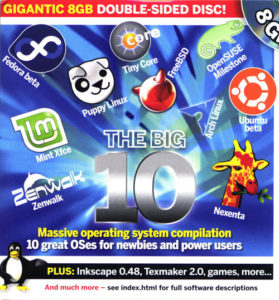 GIGANTIC 8GB DOUBLE-SIDED DISC!
8G
Fedora beta
core
Tiny Core
FreeBSD
OpenSUSE
Milestone
Puppy Linux
Arch Linux
Ubuntu
beta
Mint Xfce
THE BIG
10
zenwalk
Zenwalk
Nexenta
Massive operating system compilation
10 great OSes for newbies and power users
PLUS: Inkscape 0.48, Texmaker 2.0, games, more...
And much more – see index.html for full software descriptions